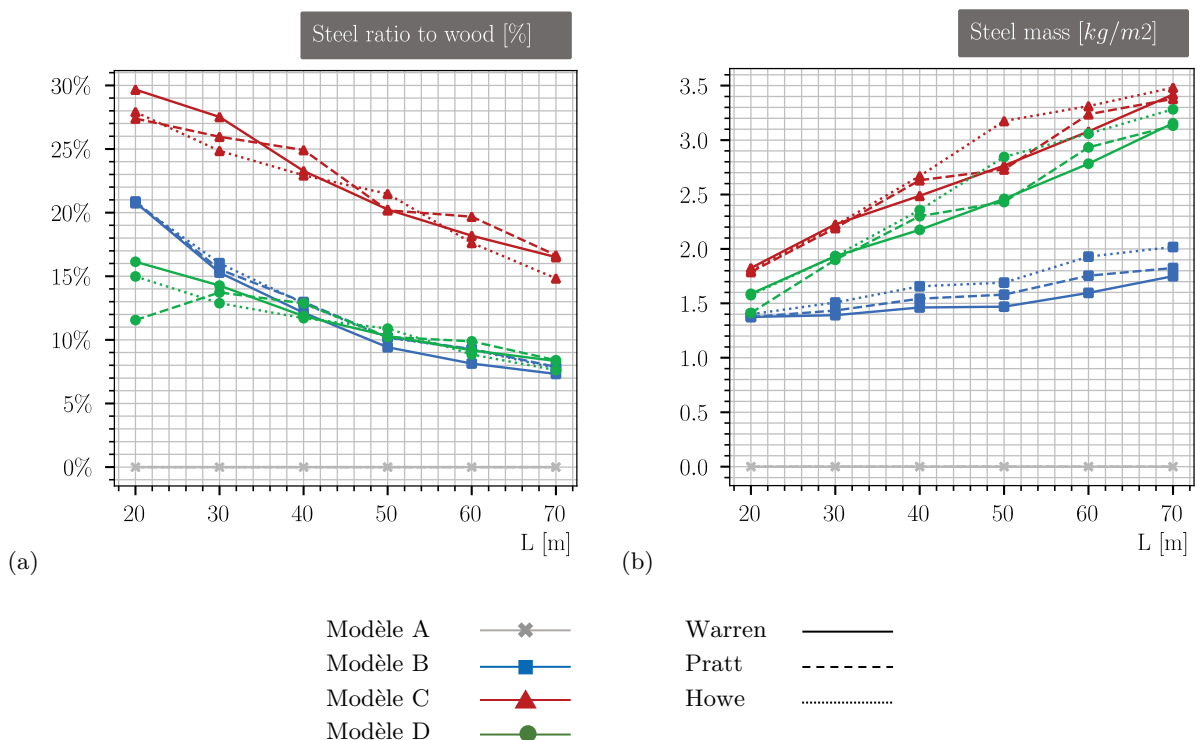 Steel ratio to wood [%]
30%
25%
20%
15%
10%
5%
0%
20 30 40 50 60 70
L [m]
(a)
Steel mass [kg/m2]
3.5
3.0
2.5
2.0
1.5
1.0
0.5
0.0
20 30 40 50 60 70
L [m]
(b)
Modèle A
Modèle B
Modèle C
Modèle D
Warren
Pratt
Howe